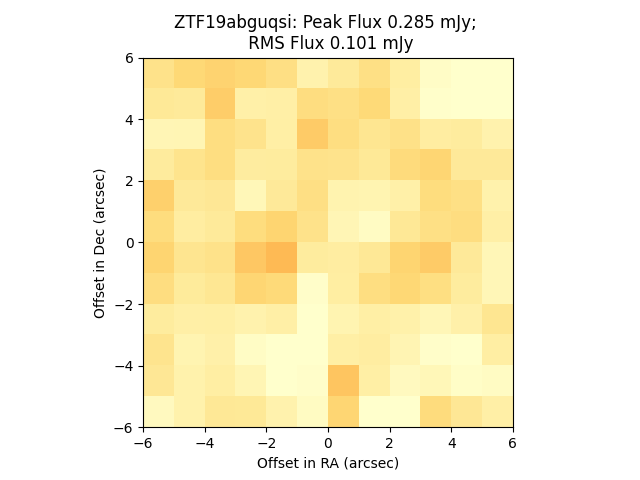 ZTF19abguqsi: Peak Flux 0.285 mJy;
RMS Flux 0.101 mJy
6
4
2
0
−2
−4
−6
Offset in Dec (arcsec)
−6 −4 −2 0 2 4 6
Offset in RA (arcsec)